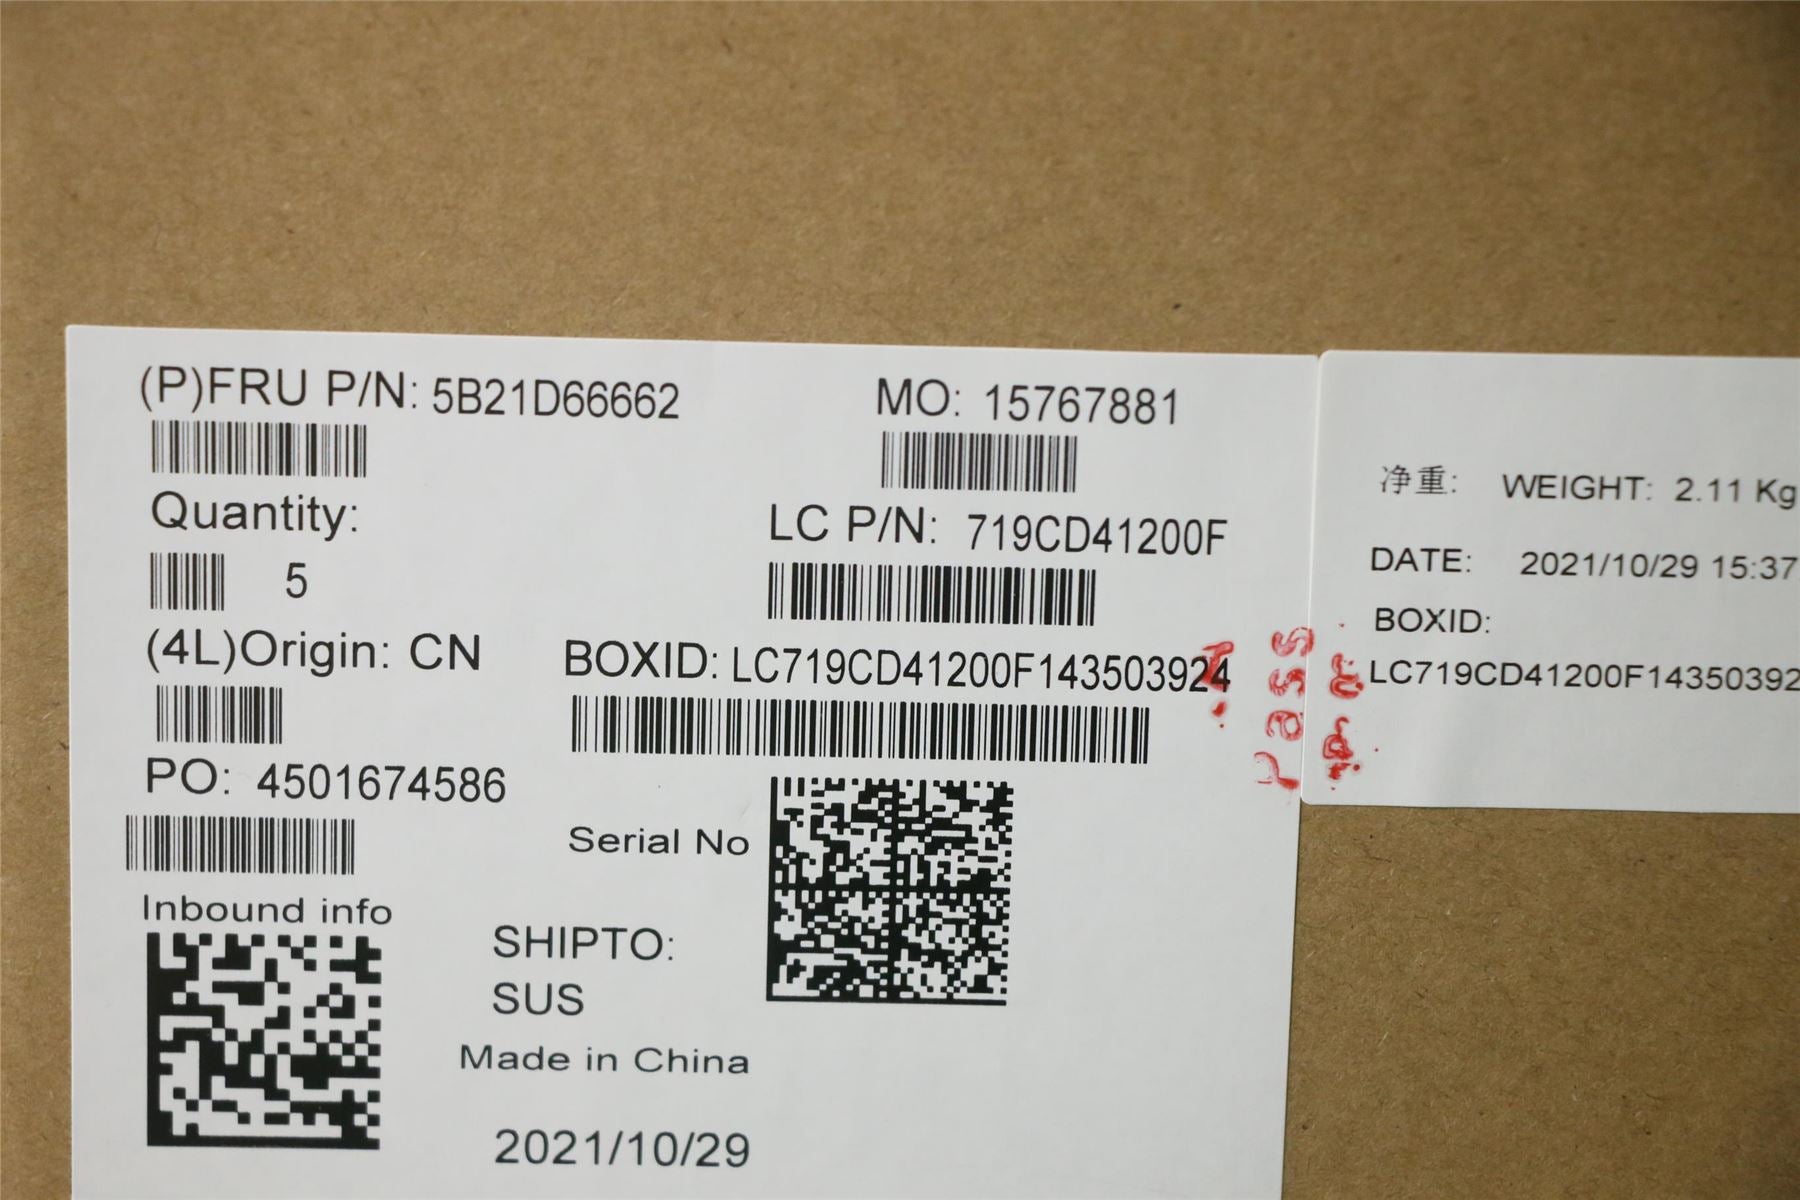 (P)FRU P/N: 5B21D66662
MO: 15767881
Quantity:
5
LC P/N: 719CD41200F
(4L)Origin: CN
BOXID: LC719CD41200F143503924
PO: 4501674586
Serial No
Inbound info
SHIPTO:
SUS
Made in China
2021/10/29
Pass
净重: WEIGHT: 2.11 Kg
DATE: 2021/10/29 15:37
BOXID:
LC719CD41200F14350392